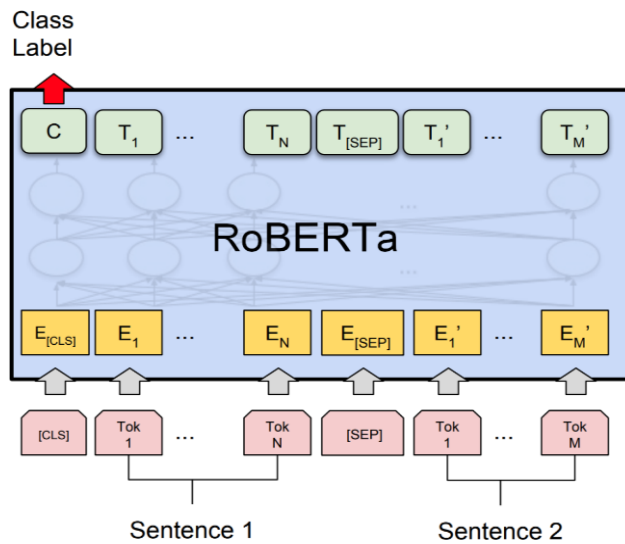 Class
Label
C T1 ... TN T[SEP] T1' ... TM'
...
RoBERTa
...
E[CLS] E1 ... EN E[SEP] E1' ... EM'
[CLS] Tok 1 ... Tok N [SEP] Tok 1 ... Tok M
Sentence 1 Sentence 2